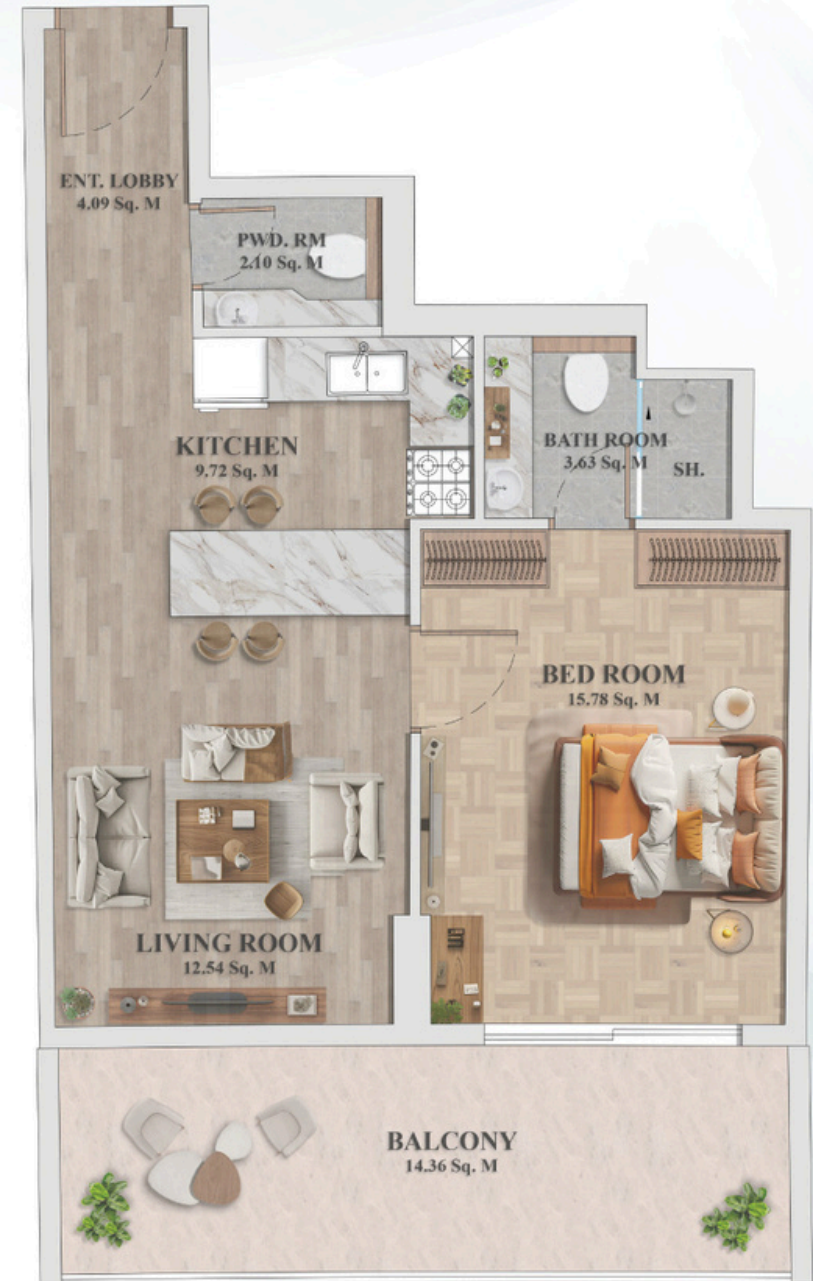 ENT. LOBBY
4.09 Sq. M
PWD. RM
2.10 Sq. M
KITCHEN
9.72 Sq. M
BATH ROOM
3.63 Sq. M
SH.
BED ROOM
15.78 Sq. M
LIVING ROOM
12.54 Sq. M
BALCONY
14.36 Sq. M